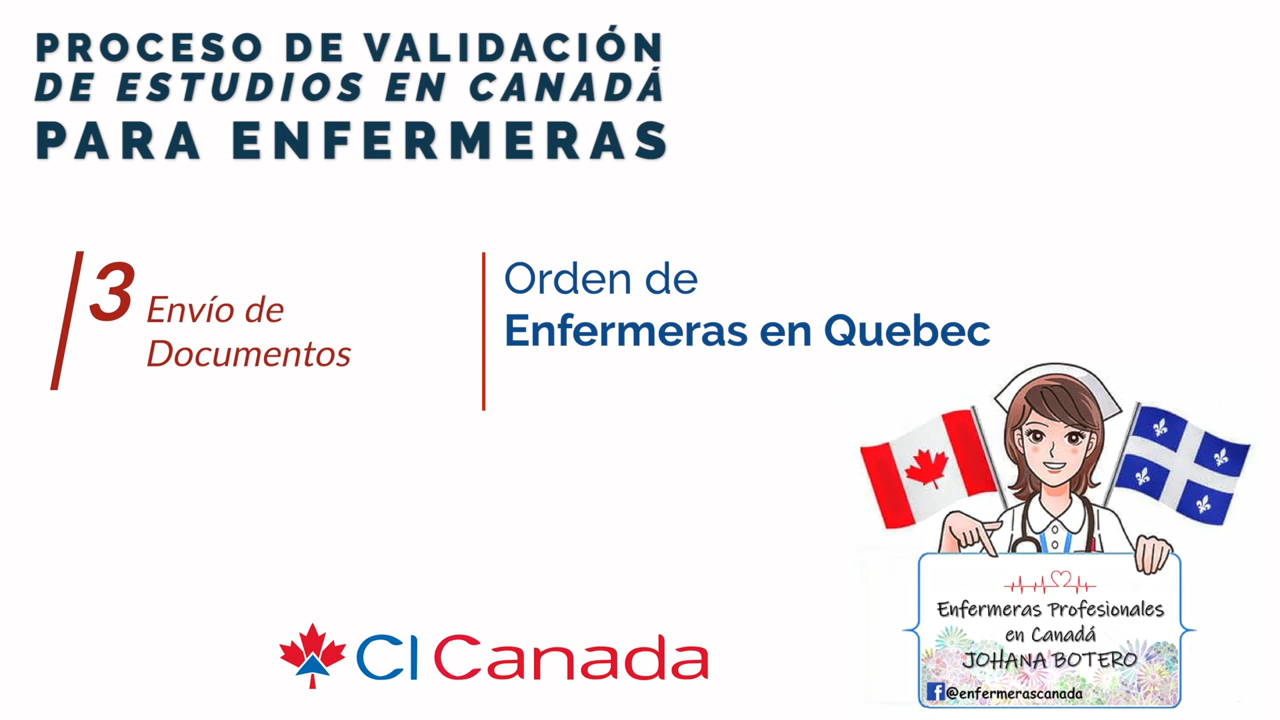 PROCESO DE VALIDACIÓN
DE ESTUDIOS EN CANADÁ
PARA ENFERMERAS
3 Envío de
Documentos
Orden de
Enfermeras en Quebec
Enfermeras Profesionales
en Canadá
JOHANA BOTERO
f @enfermerascanada
CI Canada